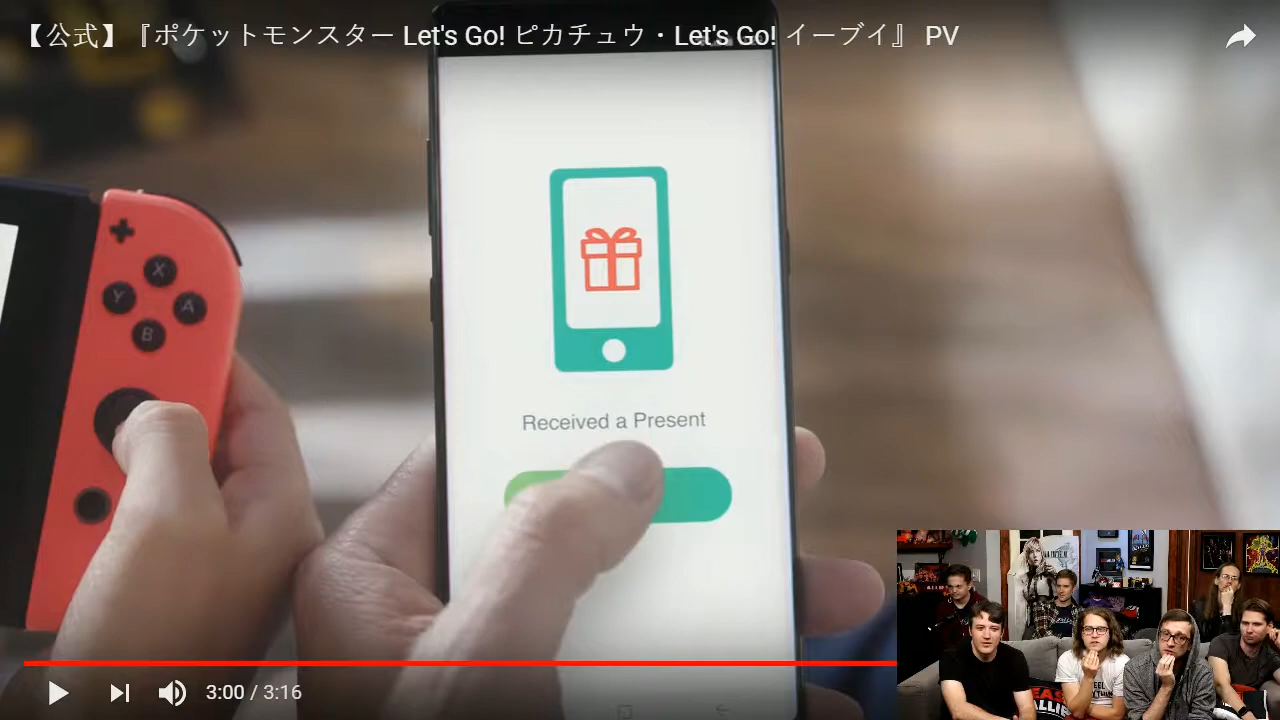 【公式】『ポケットモンスター Let's Go! ピカチュウ・Let's Go! イーブイ』 PV
X
Y
A
B
Received a Present
3:00 / 3:16